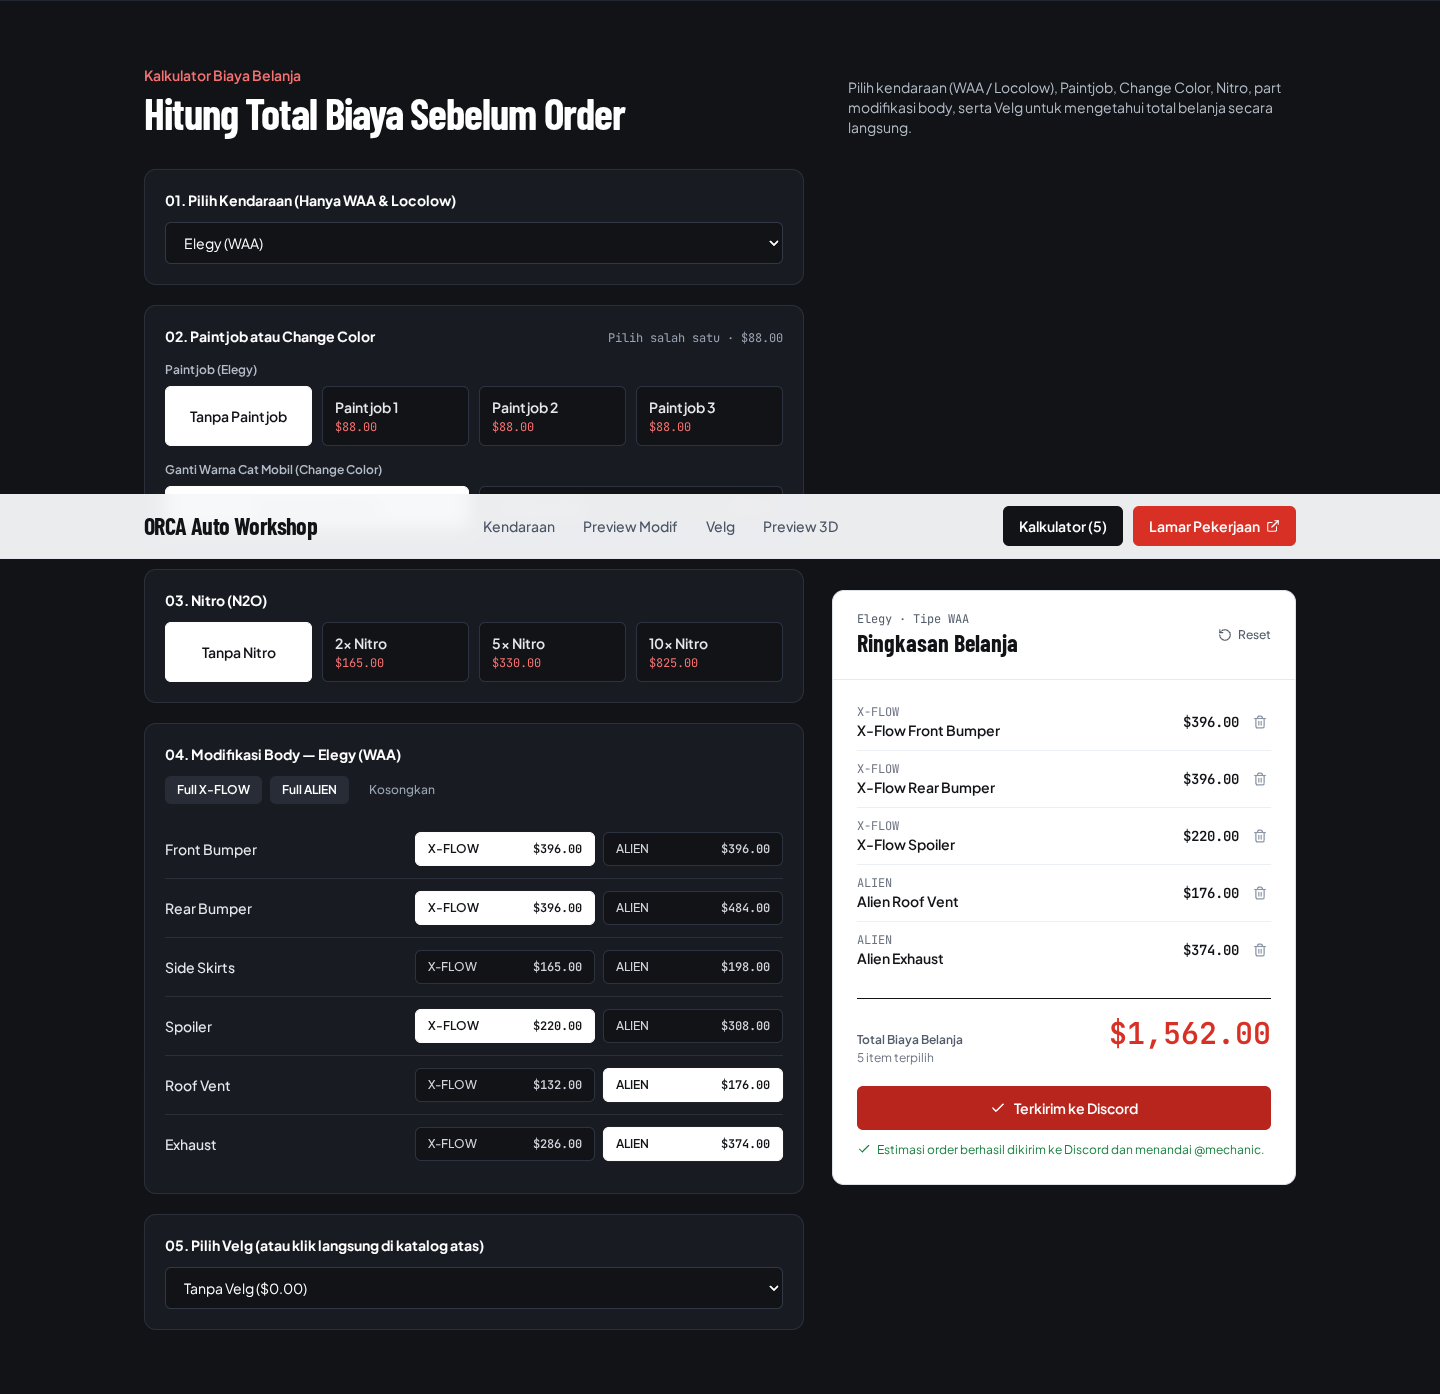 Kalkulator Biaya Belanja
Hitung Total Biaya Sebelum Order
Pilih kendaraan (WAA / Locolow), Paintjob, Change Color, Nitro, part
modifikasi body, serta Velg untuk mengetahui total belanja secara
langsung.
01. Pilih Kendaraan (Hanya WAA & Locolow)
Elegy (WAA)
02. Paintjob atau Change Color
Pilih salah satu · $88.00
Paintjob (Elegy)
Tanpa Paintjob
Paintjob 1
$88.00
Paintjob 2
$88.00
Paintjob 3
$88.00
Ganti Warna Cat Mobil (Change Color)
ORCA Auto Workshop
Kendaraan
Preview Modif
Velg
Preview 3D
Kalkulator (5)
Lamar Pekerjaan
03. Nitro (N2O)
Tanpa Nitro
2x Nitro
$165.00
5x Nitro
$330.00
10x Nitro
$825.00
04. Modifikasi Body — Elegy (WAA)
Full X-FLOW
Full ALIEN
Kosongkan
Front Bumper
X-FLOW $396.00
ALIEN $396.00
Rear Bumper
X-FLOW $396.00
ALIEN $484.00
Side Skirts
X-FLOW $165.00
ALIEN $198.00
Spoiler
X-FLOW $220.00
ALIEN $308.00
Roof Vent
X-FLOW $132.00
ALIEN $176.00
Exhaust
X-FLOW $286.00
ALIEN $374.00
05. Pilih Velg (atau klik langsung di katalog atas)
Tanpa Velg ($0.00)
Elegy · Tipe WAA
Ringkasan Belanja
Reset
X-FLOW
X-Flow Front Bumper
$396.00
X-FLOW
X-Flow Rear Bumper
$396.00
X-FLOW
X-Flow Spoiler
$220.00
ALIEN
Alien Roof Vent
$176.00
ALIEN
Alien Exhaust
$374.00
Total Biaya Belanja
5 item terpilih
$1,562.00
Terkirim ke Discord
Estimasi order berhasil dikirim ke Discord dan menandai @mechanic.